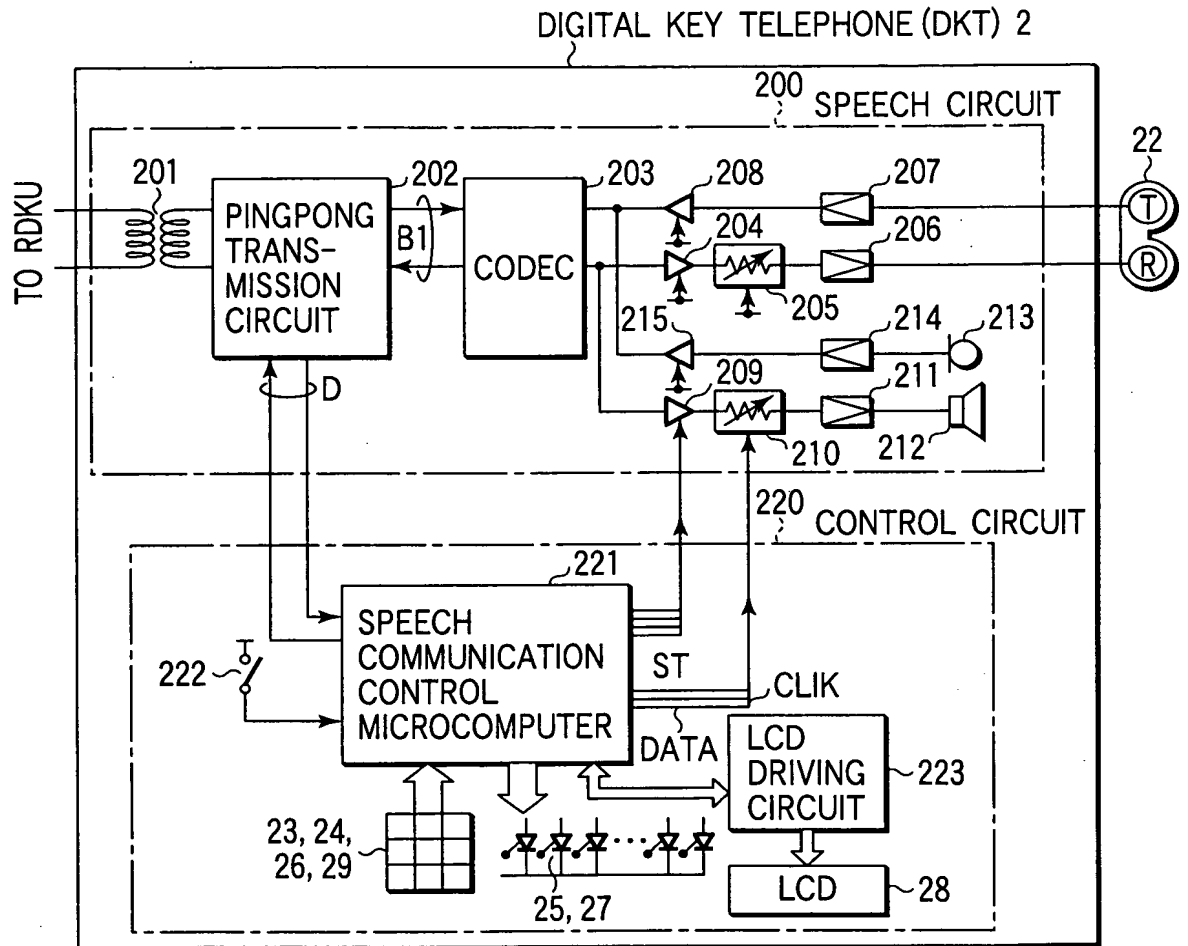 DIGITAL KEY TELEPHONE (DKT) 2
200
SPEECH CIRCUIT
TO RDKU
201
PINGPONG
TRANS-
MISSION
CIRCUIT
202
B1
CODEC
203
208
207
22
T
204
206
R
205
215
214
213
209
211
210
212
D
220
CONTROL CIRCUIT
221
SPEECH
COMMUNICATION
CONTROL
MICROCOMPUTER
222
ST
CLIK
DATA
LCD
DRIVING
CIRCUIT
223
23, 24,
26, 29
25, 27
LCD
28